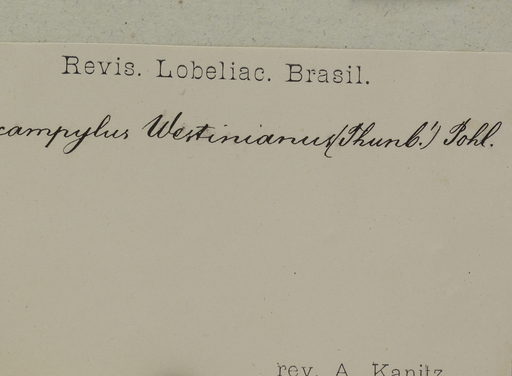 Revis. Lobeliac. Brasil.
campylus Westinianus (Thunb.) Pohl.
rev. A. Kanitz